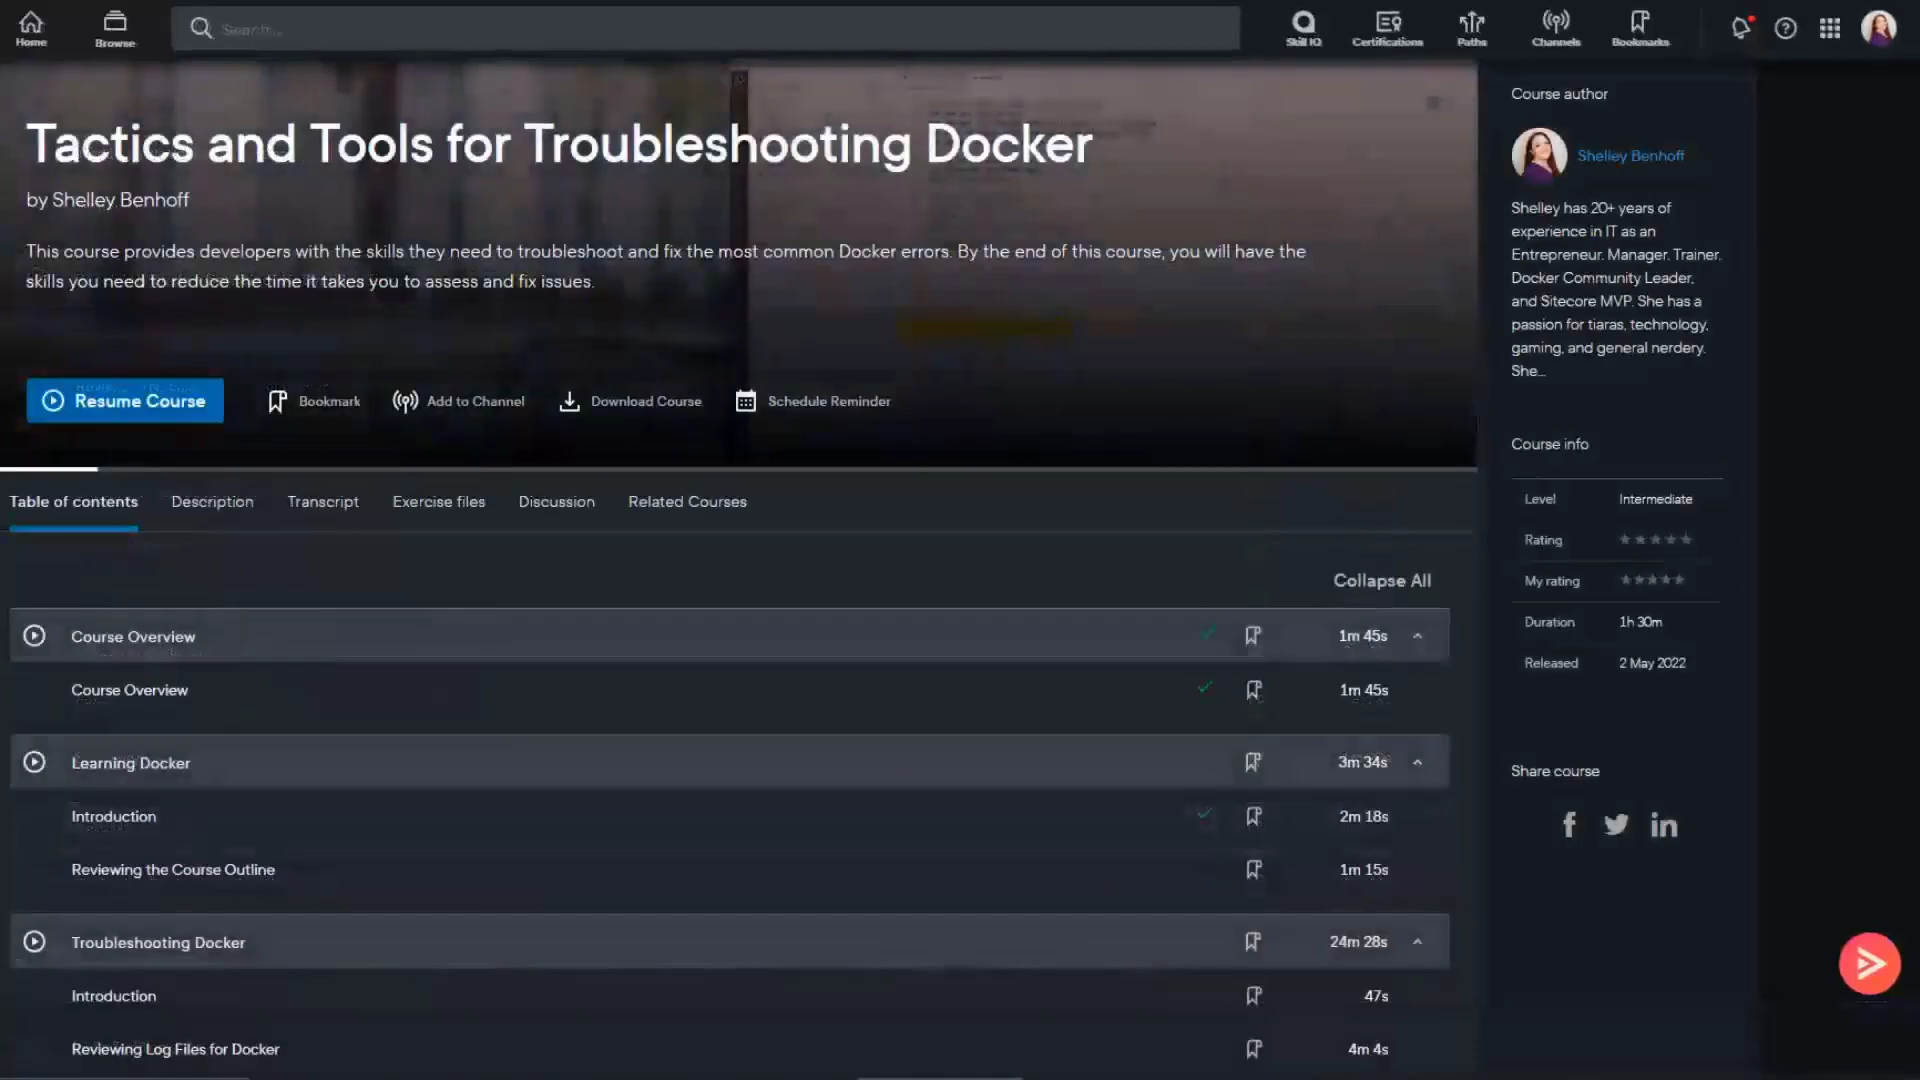 Home
Browse
Search...
Skill IQ
Certifications
Paths
Channels
Bookmarks
Tactics and Tools for Troubleshooting Docker
by Shelley Benhoff
This course provides developers with the skills they need to troubleshoot and fix the most common Docker errors. By the end of this course, you will have the
skills you need to reduce the time it takes you to assess and fix issues.
Resume Course
Bookmark
Add to Channel
Download Course
Schedule Reminder
Table of contents
Description
Transcript
Exercise files
Discussion
Related Courses
Collapse All
Course Overview
1m 45s
Course Overview
1m 45s
Learning Docker
3m 34s
Introduction
2m 18s
Reviewing the Course Outline
1m 15s
Troubleshooting Docker
24m 28s
Introduction
47s
Reviewing Log Files for Docker
4m 4s
Course author
Shelley Benhoff
Shelley has 20+ years of
experience in IT as an
Entrepreneur, Manager, Trainer,
Docker Community Leader,
and Sitecore MVP. She has a
passion for tiaras, technology,
gaming, and general nerdery.
She...
Course info
Level
Intermediate
Rating
My rating
Duration
1h 30m
Released
2 May 2022
Share course